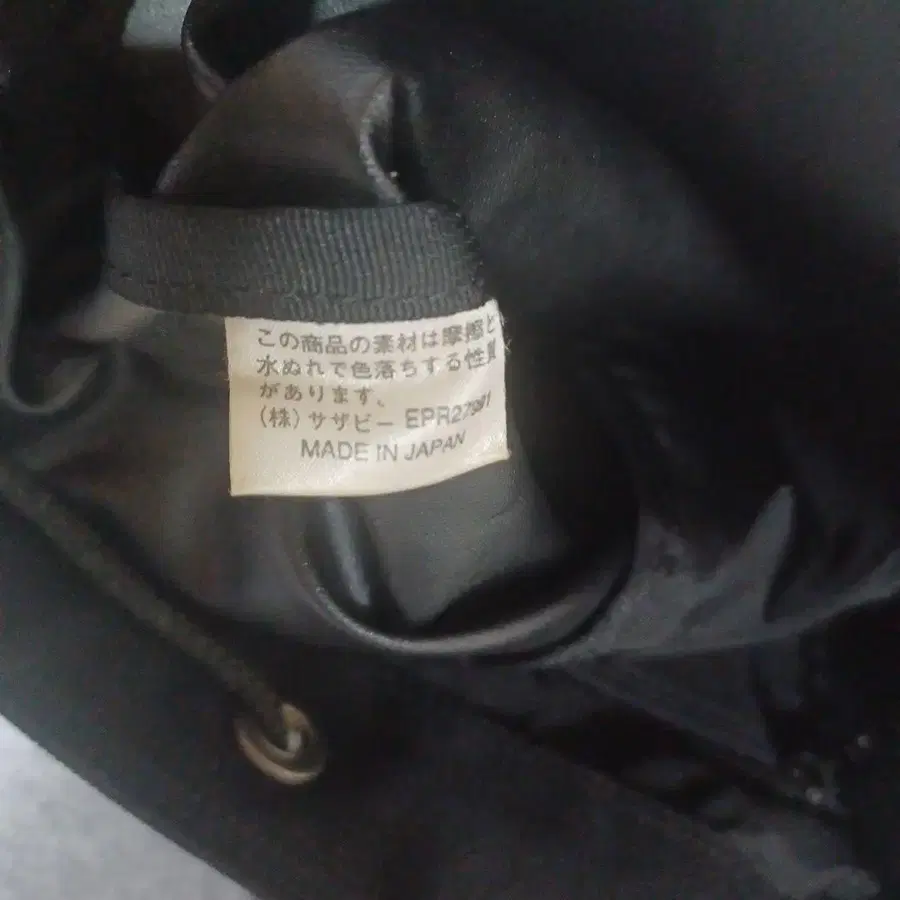 この商品の素材は摩擦と
水ぬれで色落ちする性質
があります。
(株) サザビー EPR27981
MADE IN JAPAN